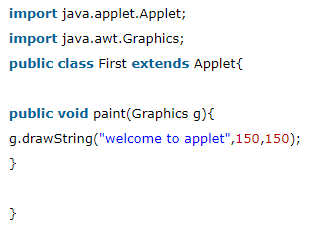 import java.applet.Applet;
import java.awt.Graphics;
public class First extends Applet{
public void paint(Graphics g){
g.drawString("welcome to applet",150,150);
}
}